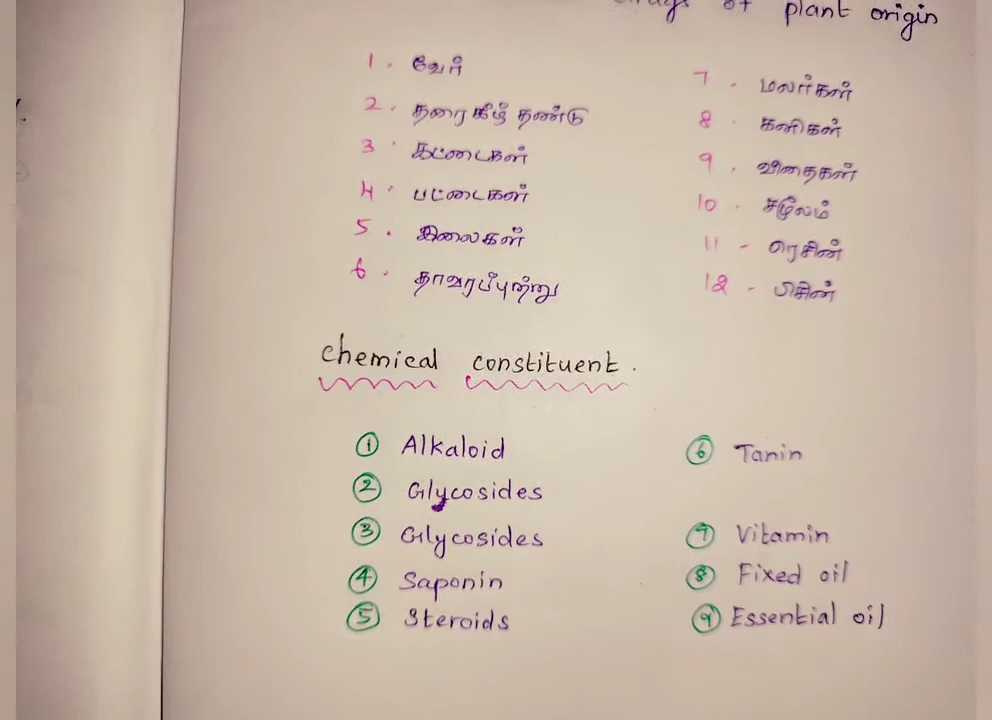 of plant origin
1. வேர்
2. தரைகீழ் தண்டு
3. கட்டைகள்
4. பட்டைகள்
5. இலைகள்
6. தாவரப்புற்று
7. மலர்கள்
8. கனிகள்
9. விதைகள்
10. சமூலம்
11 - ரெசின்
12 - பிசின்
chemical constituent.
① Alkaloid
② Glycosides
③ Glycosides
④ Saponin
⑤ Steroids
⑥ Tanin
⑦ Vitamin
⑧ Fixed oil
⑨ Essential oil